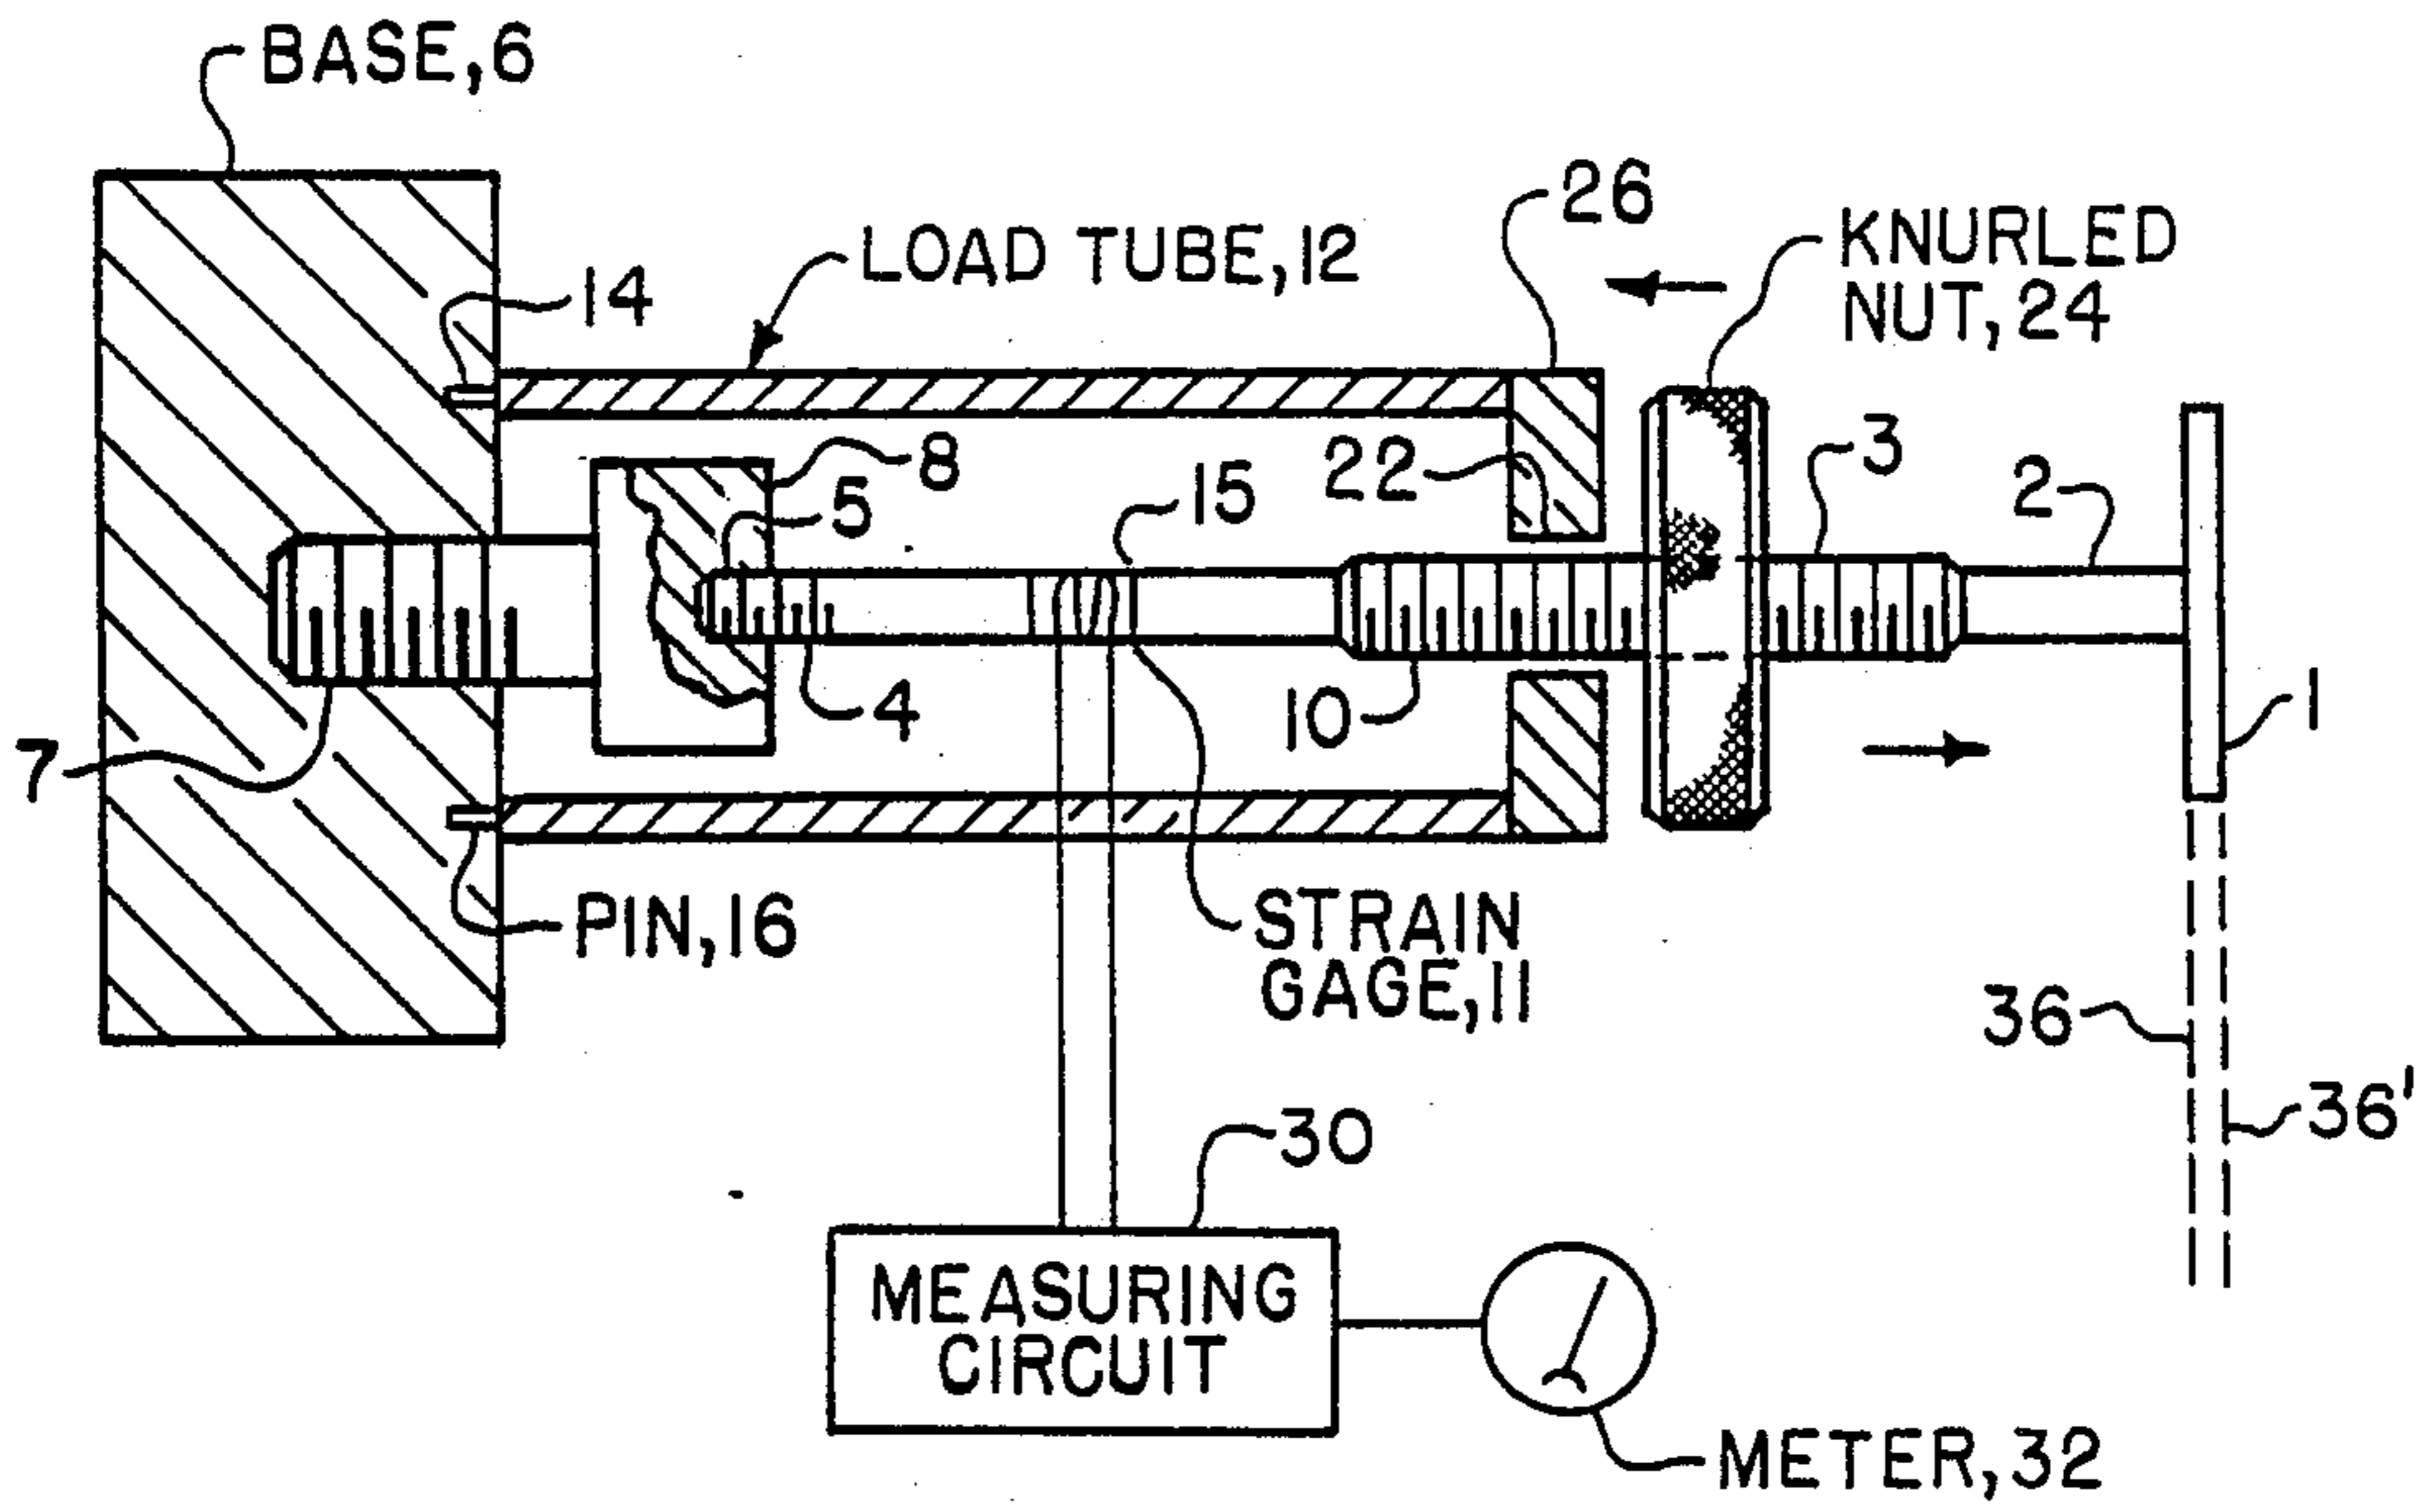 BASE,6
26
KNURLED
NUT,24
LOAD TUBE,12
14
8
22
3
5
15
2
4
10
1
7
PIN,16
STRAIN
GAGE,11
36
36'
30
MEASURING
CIRCUIT
METER,32